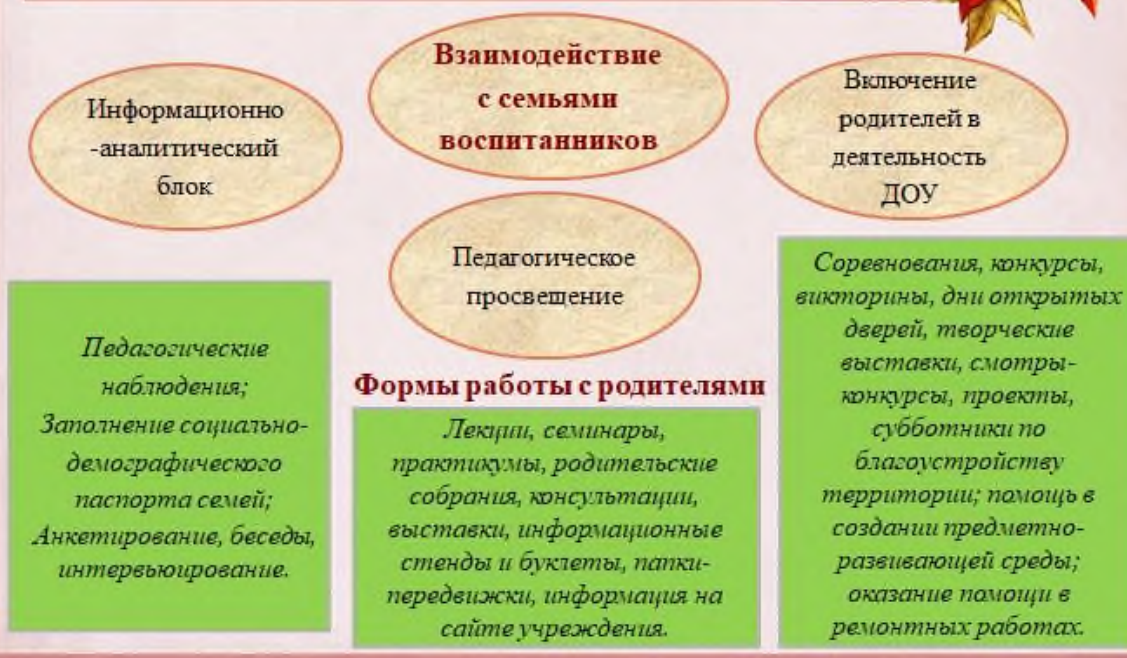 Взаимодействие
с семьями
воспитанников
Информационно
-аналитический
блок
Педагогическое
просвещение
Включение
родителей в
деятельность
ДОУ
Формы работы с родителями
Педагогические
наблюдения;
Заполнение социально-
демографического
паспорта семей;
Анкетирование, беседы,
интервьюирование.
Лекции, семинары,
практикумы, родительские
собрания, консультации,
выставки, информационные
стенды и буклеты, папки-
передвижки, информация на
сайте учреждения.
Соревнования, конкурсы,
викторины, дни открытых
дверей, творческие
выставки, смотры-
конкурсы, проекты,
субботники по
благоустройству
территории; помощь в
создании предметно-
развивающей среды;
оказание помощи в
ремонтных работах.